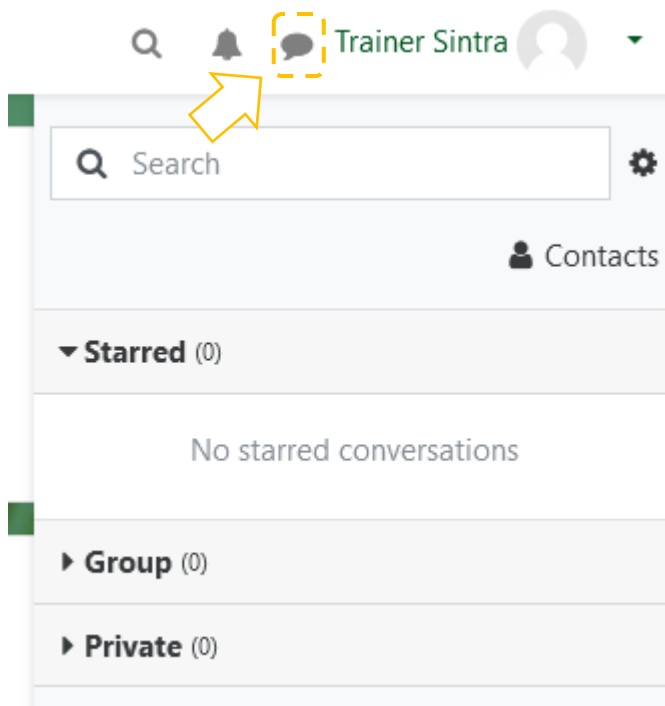 Trainer Sintra
Search
Contacts
Starred (0)
No starred conversations
Group (0)
Private (0)